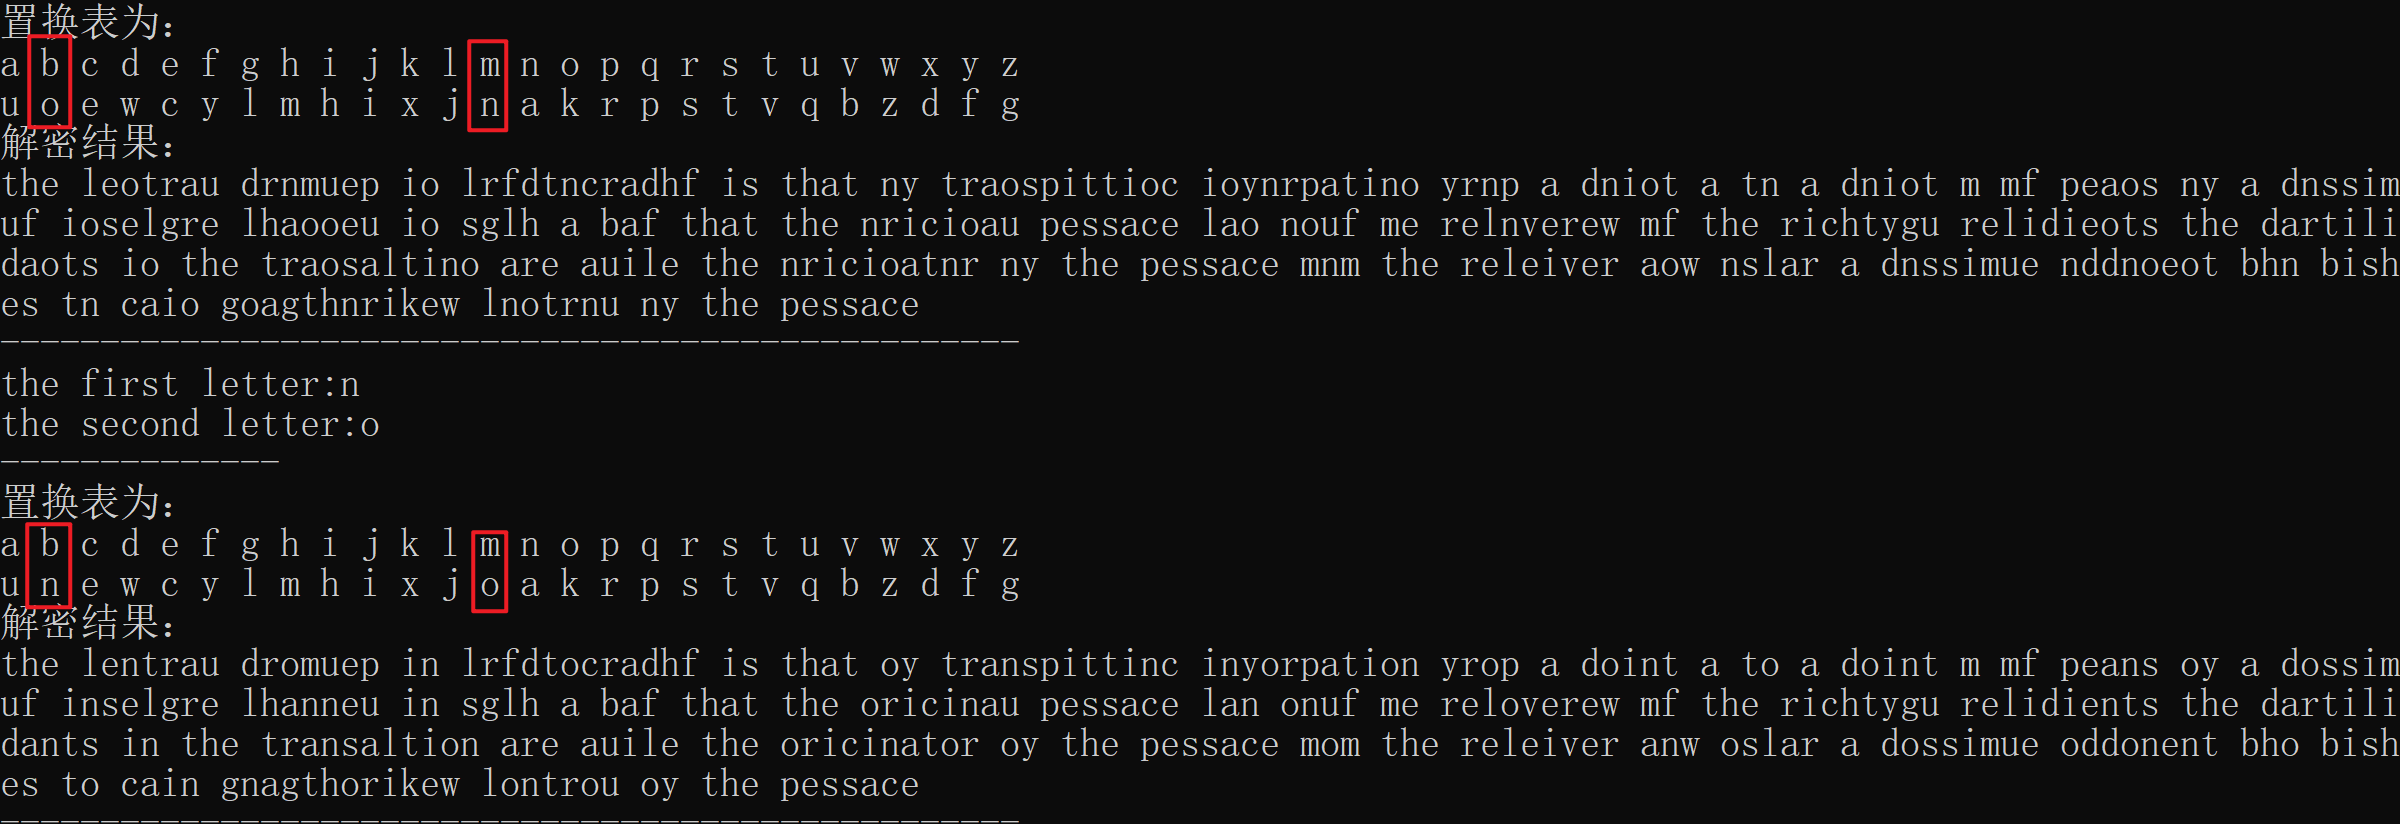 置换表为:
a b c d e f g h i j k l m n o p q r s t u v w x y z
u o e w c y l m h i x j n a k r p s t v q b z d f g
解密结果:
the leotrau drnmuep io lrfdtncradhf is that ny traospittioc ioynrpatino yrnp a dniot a tn a dniot m mf peaos ny a dnssim
uf ioselgre lhaooeu io sglh a baf that the nricioau pessace lao nouf me relnverew mf the richtygu relidieots the dartili
daots io the traosaltino are auile the nricioatnr ny the pessace mnm the releiver aow nslar a dnssimue nddnoeot bhn bish
es tn caio goagthnrikew lnotrnu ny the pessace
---------------------------------------------------
the first letter:n
the second letter:o
--------------
置换表为:
a b c d e f g h i j k l m n o p q r s t u v w x y z
u n e w c y l m h i x j o a k r p s t v q b z d f g
解密结果:
the lentrau dromuep in lrfdtocradhf is that oy transpittinc inyorpation yrop a doint a to a doint m mf peans oy a dossim
uf inselgre lhanneu in sglh a baf that the oricinau pessace lan onuf me reloverew mf the richtygu relidients the dartili
dants in the transaltion are auile the oricinator oy the pessace mom the releiver anw oslar a dossimue oddonent bho bish
es to cain gnagthorikew lontrou oy the pessace
---------------------------------------------------